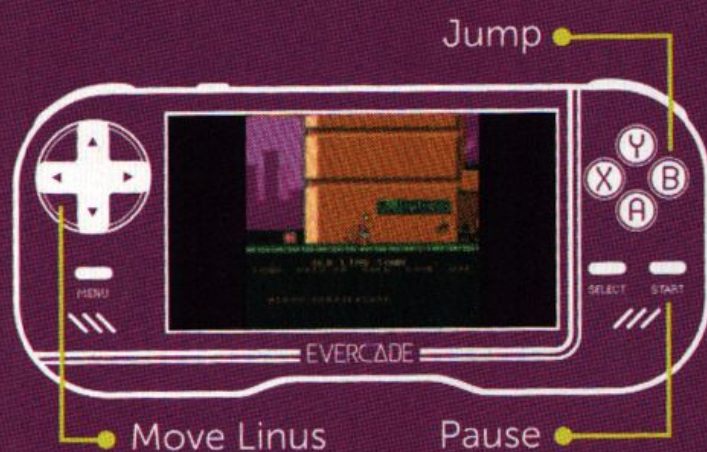 Jump
Y
X B
A
MENU
SELECT START
EVERCADE
Move Linus
Pause